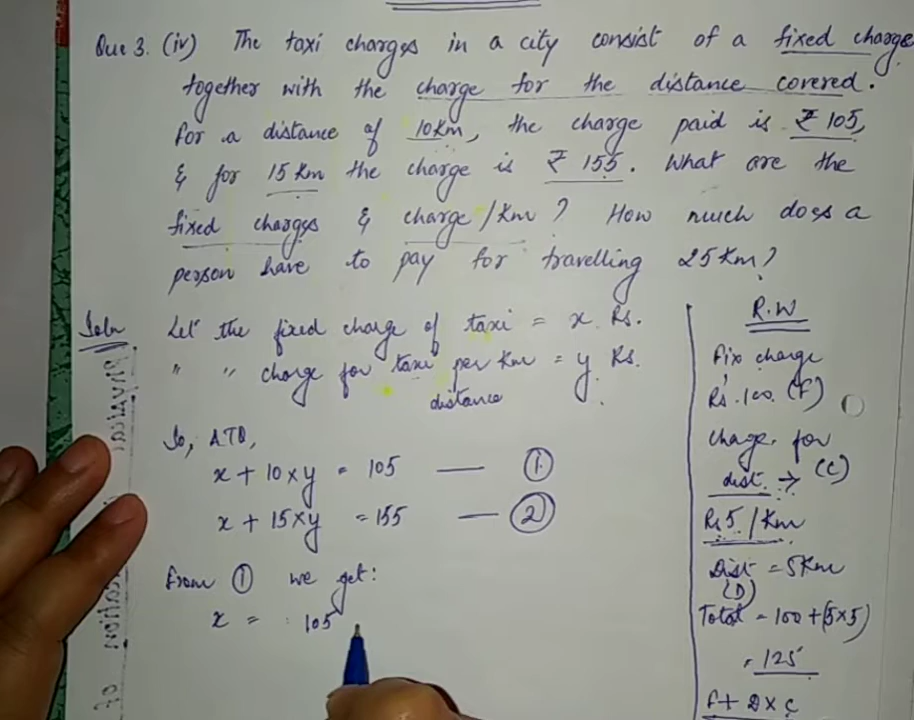 Que 3. (iv) The taxi charges in a city consist of a fixed charge
together with the charge for the distance covered.
For a distance of 10Km, the charge paid is ₹ 105,
& for 15 Km the charge is ₹ 155. What are the
fixed charges & charge /Km ? How much does a
person have to pay for travelling 25 Km?
Soln Let the fixed charge of taxi = x Rs.
" " charge for taxi per Km = y Rs.
distance
So, ATQ,
x + 10 x y = 105 — ①
x + 15 x y = 155 — ②
From ① we get:
x = 105
R.W
Fix charge
Rs. 100. (F)
Charge for
dist. → (C)
Rs 5 /Km
Dist = 5Km
(D)
Total = 100 + (5x5)
= 125
F + D x C